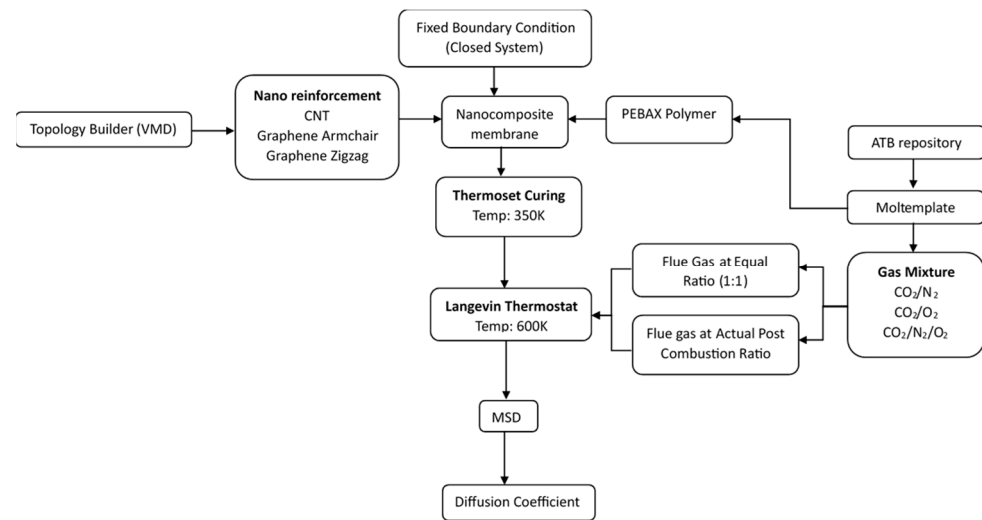 Fixed Boundary Condition
(Closed System)
Topology Builder (VMD)
Nano reinforcement
CNT
Graphene Armchair
Graphene Zigzag
Nanocomposite
membrane
PEBAX Polymer
ATB repository
Moltemplate
Thermoset Curing
Temp: 350K
Flue Gas at Equal
Ratio (1:1)
Gas Mixture
CO₂/N₂
CO₂/O₂
CO₂/N₂/O₂
Langevin Thermostat
Temp: 600K
Flue gas at Actual Post
Combustion Ratio
MSD
Diffusion Coefficient